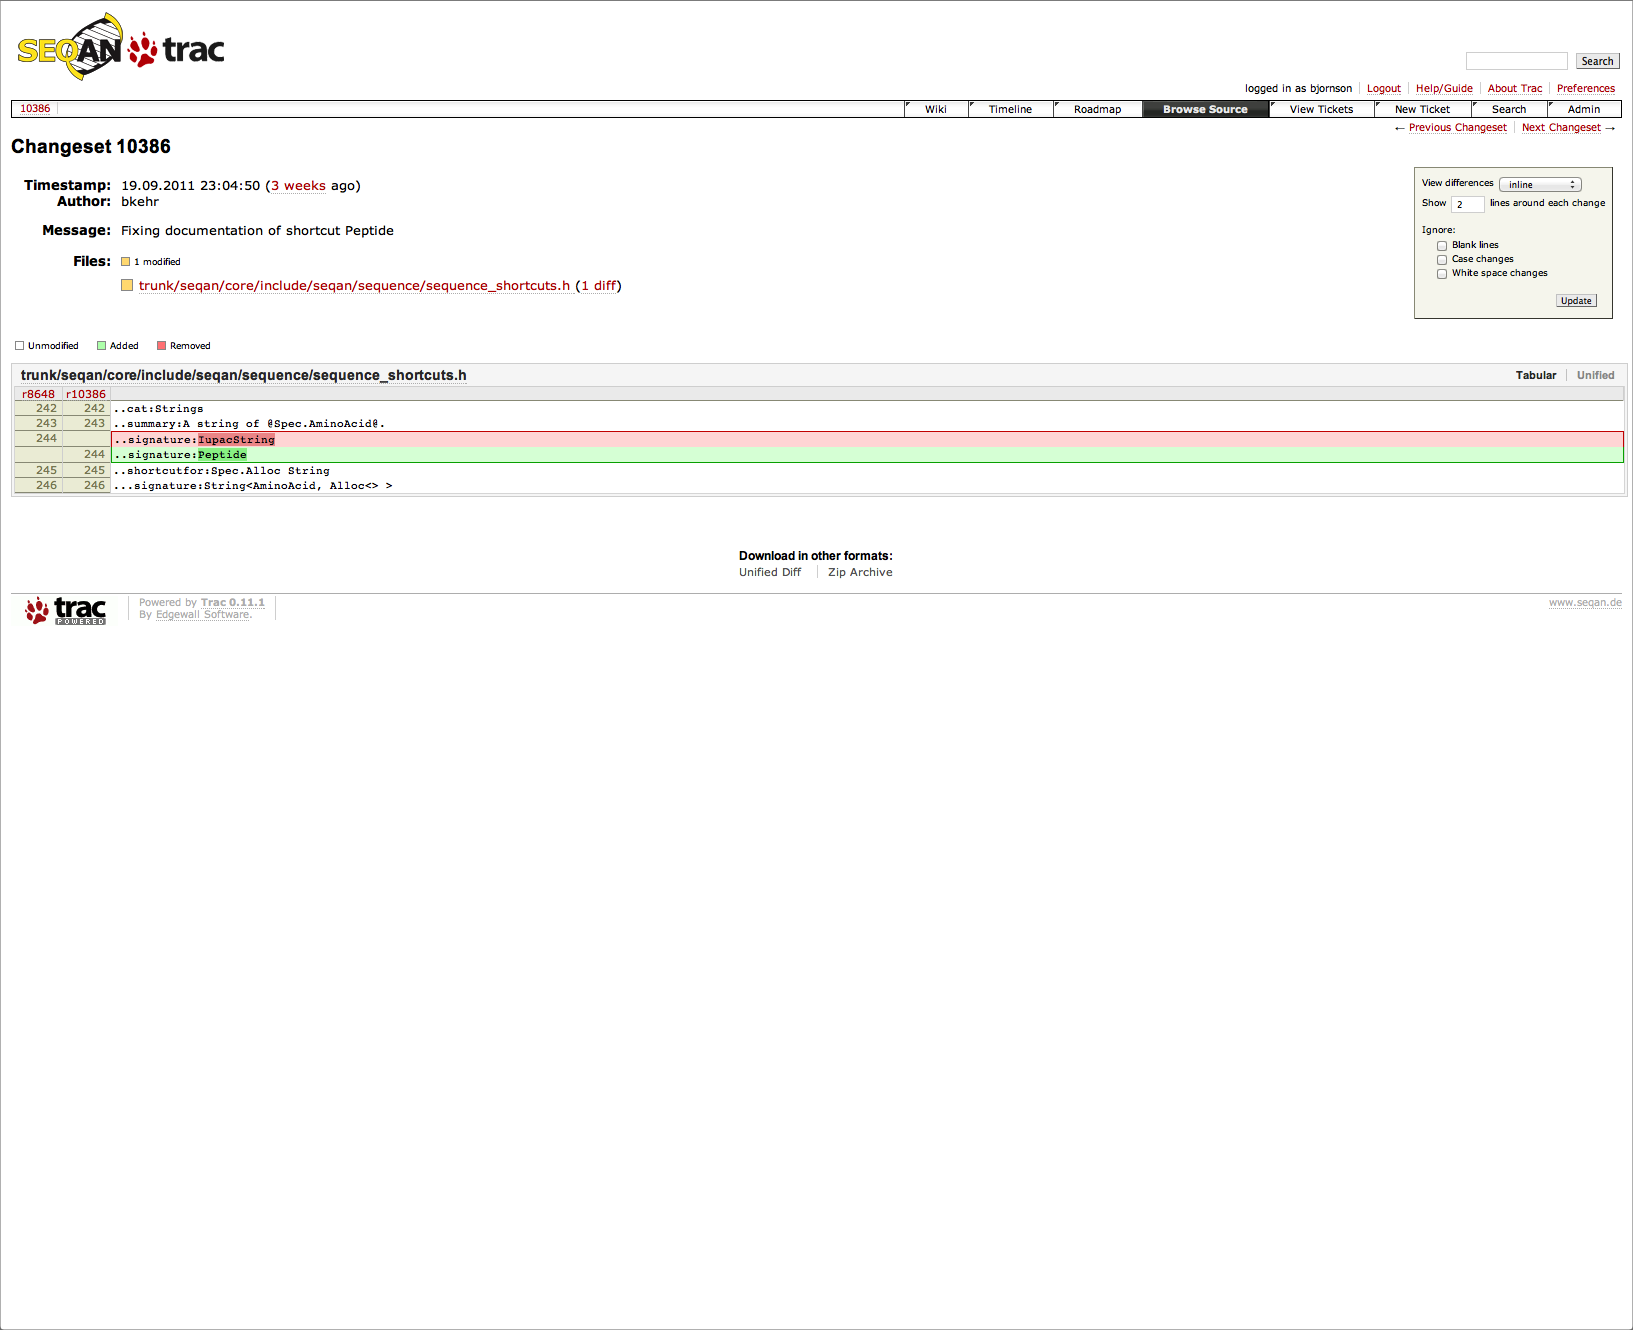 SEQAN trac
Search
logged in as bjornson Logout Help/Guide About Trac Preferences
10386 Wiki Timeline Roadmap Browse Source View Tickets New Ticket Search Admin
← Previous Changeset Next Changeset →
Changeset 10386
Timestamp: 19.09.2011 23:04:50 (3 weeks ago)
Author: bkehr
Message: Fixing documentation of shortcut Peptide
Files: 1 modified
trunk/seqan/core/include/seqan/sequence/sequence_shortcuts.h (1 diff)
View differences inline
Show 2 lines around each change
Ignore:
Blank lines
Case changes
White space changes
Update
Unmodified Added Removed
trunk/seqan/core/include/seqan/sequence/sequence_shortcuts.h Tabular Unified
r8648 r10386
242 242 ..cat:Strings
243 243 ..summary:A string of @Spec.AminoAcid@.
244 ..signature:IupacString
244 ..signature:Peptide
245 245 ..shortcutfor:Spec.Alloc String
246 246 ...signature:String<AminoAcid, Alloc<> >
Download in other formats:
Unified Diff Zip Archive
trac POWERED
Powered by Trac 0.11.1
By Edgewall Software.
www.seqan.de